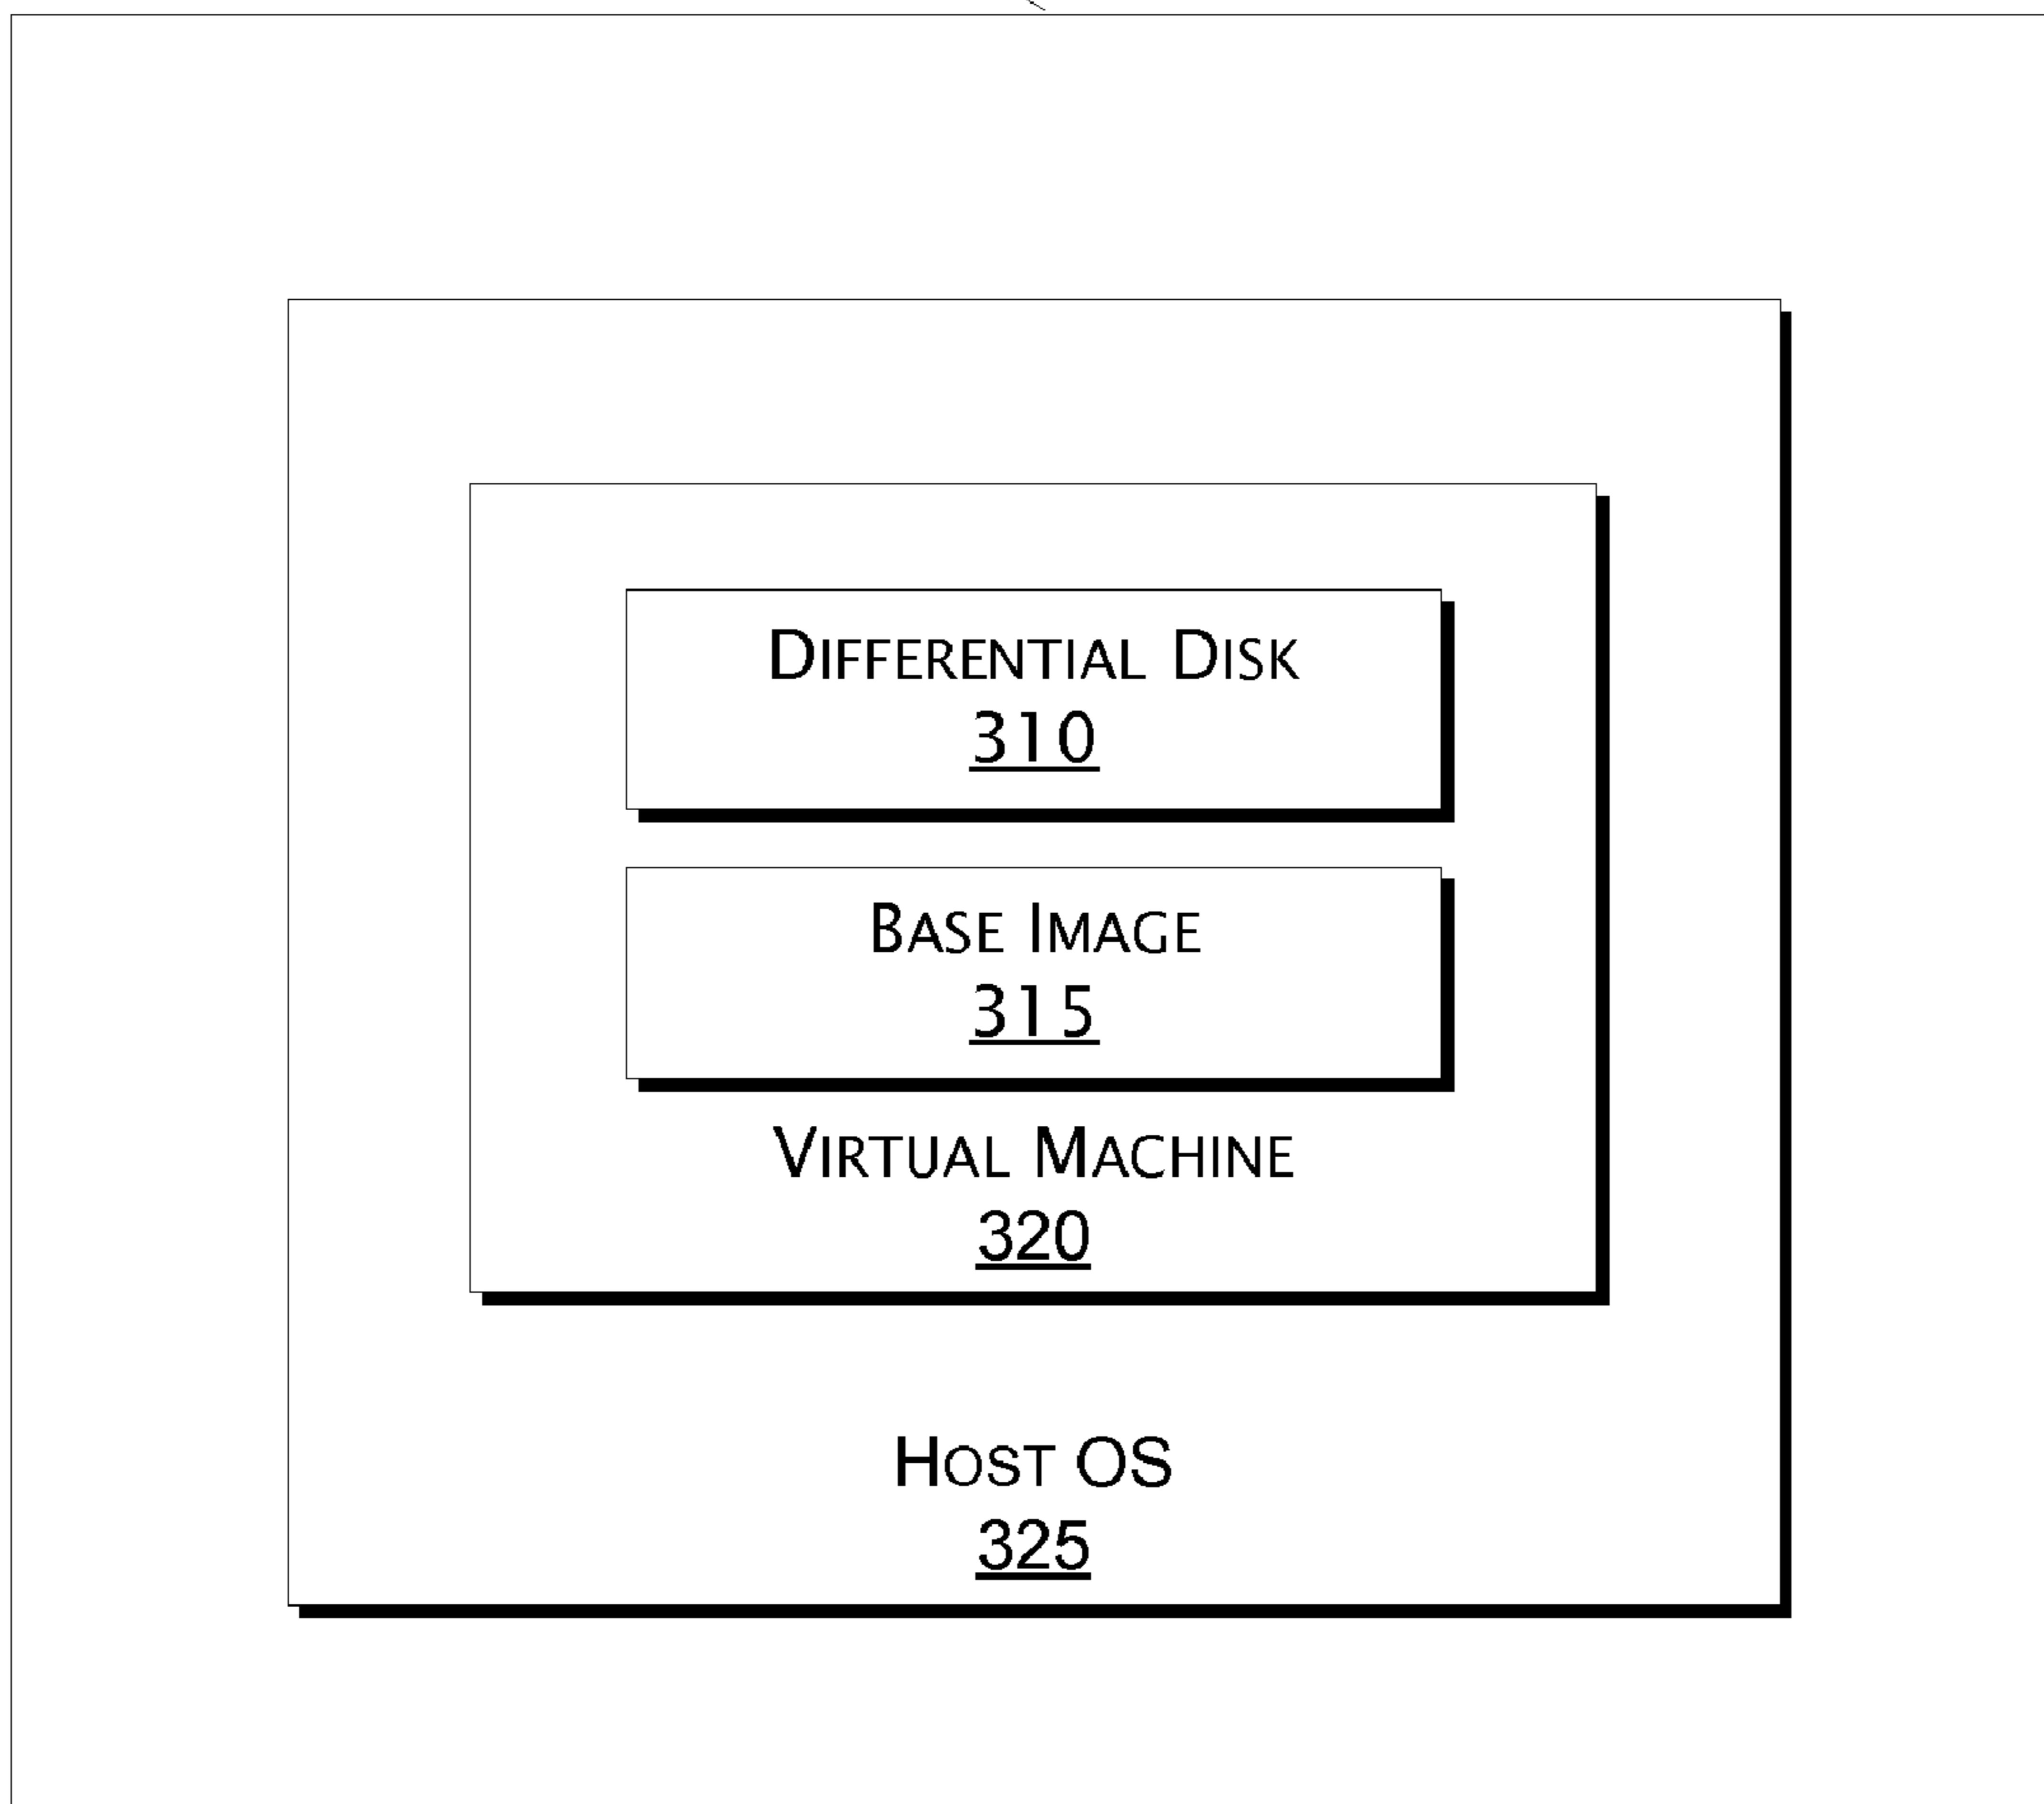 Differential Disk
310
Base Image
315
Virtual Machine
320
Host OS
325